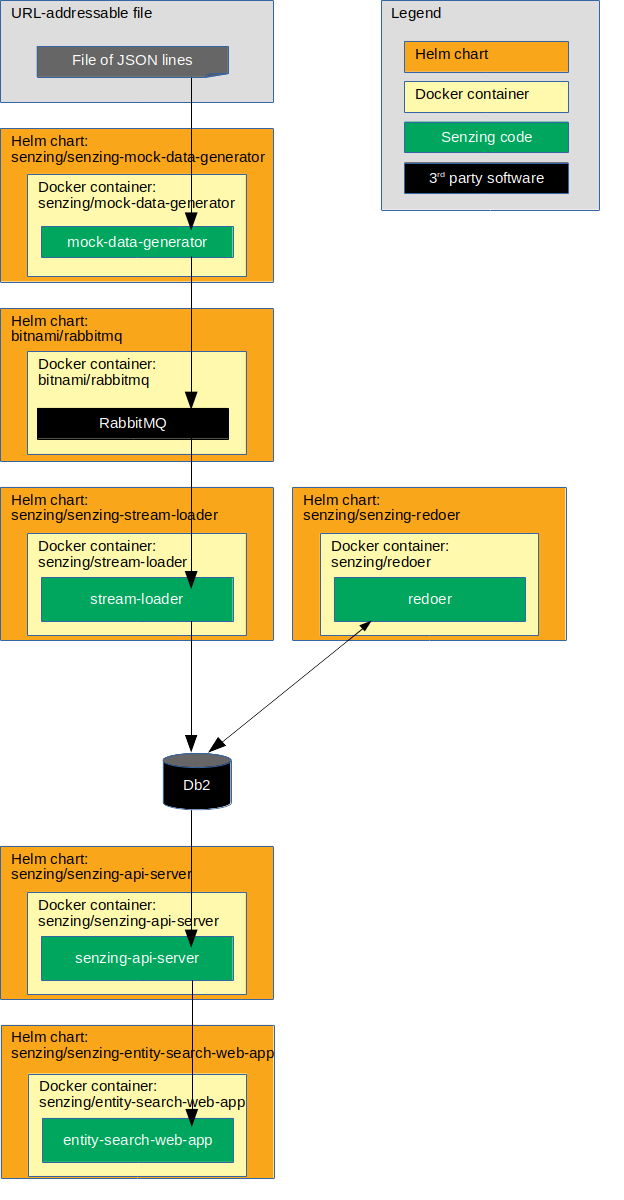 URL-addressable file
File of JSON lines
Legend
Helm chart
Docker container
Senzing code
3rd party software
Helm chart:
senzing/senzing-mock-data-generator
Docker container:
senzing/mock-data-generator
mock-data-generator
Helm chart:
bitnami/rabbitmq
Docker container:
bitnami/rabbitmq
RabbitMQ
Helm chart:
senzing/senzing-stream-loader
Docker container:
senzing/stream-loader
stream-loader
Helm chart:
senzing/senzing-redoer
Docker container:
senzing/redoer
redoer
Db2
Helm chart:
senzing/senzing-api-server
Docker container:
senzing/senzing-api-server
senzing-api-server
Helm chart:
senzing/senzing-entity-search-web-app
Docker container:
senzing/entity-search-web-app
entity-search-web-app